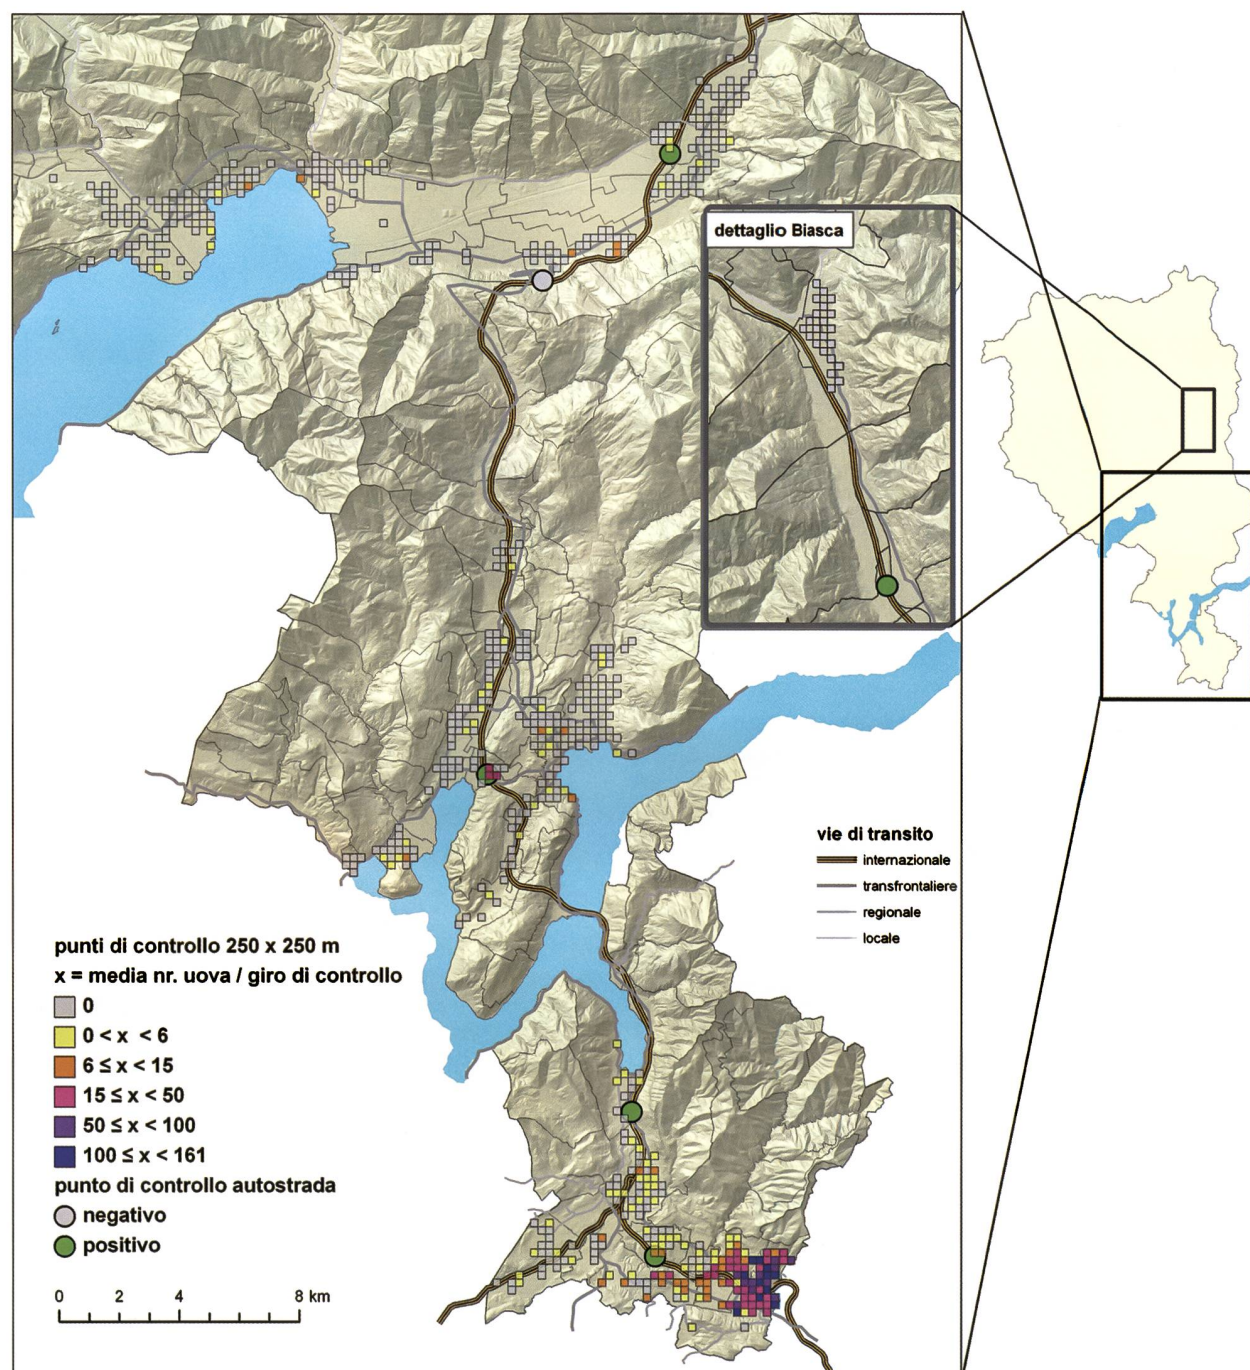 dettaglio Biasca
vie di transito
internazionale
transfrontaliere
regionale
locale
punti di controllo 250 x 250 m
x = media nr. uova / giro di controllo
0
0 < x < 6
6 ≤ x < 15
15 ≤ x < 50
50 ≤ x < 100
100 ≤ x < 161
punto di controllo autostrada
negativo
positivo
0 2 4 8 km